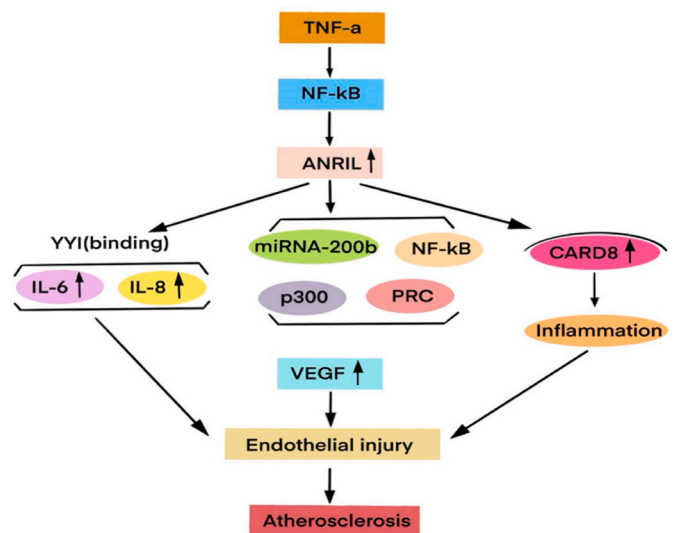 TNF-a
NF-kB
ANRIL
YYI(binding)
miRNA-200b
NF-kB
CARD8
IL-6
IL-8
p300
PRC
Inflammation
VEGF
Endothelial injury
Atherosclerosis